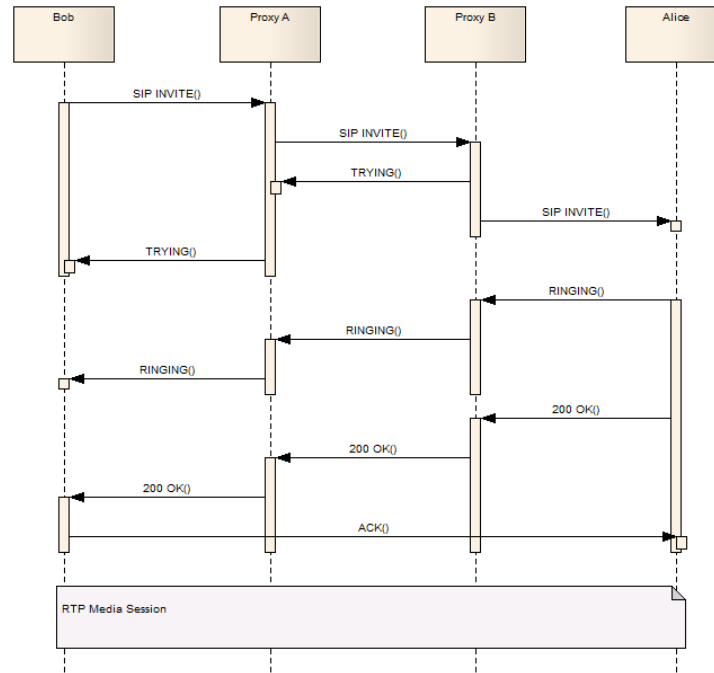 Bob
Proxy A
Proxy B
Alice
SIP INVITE()
SIP INVITE()
TRYING()
SIP INVITE()
TRYING()
RINGING()
RINGING()
RINGING()
200 OK()
200 OK()
200 OK()
ACK()
RTP Media Session